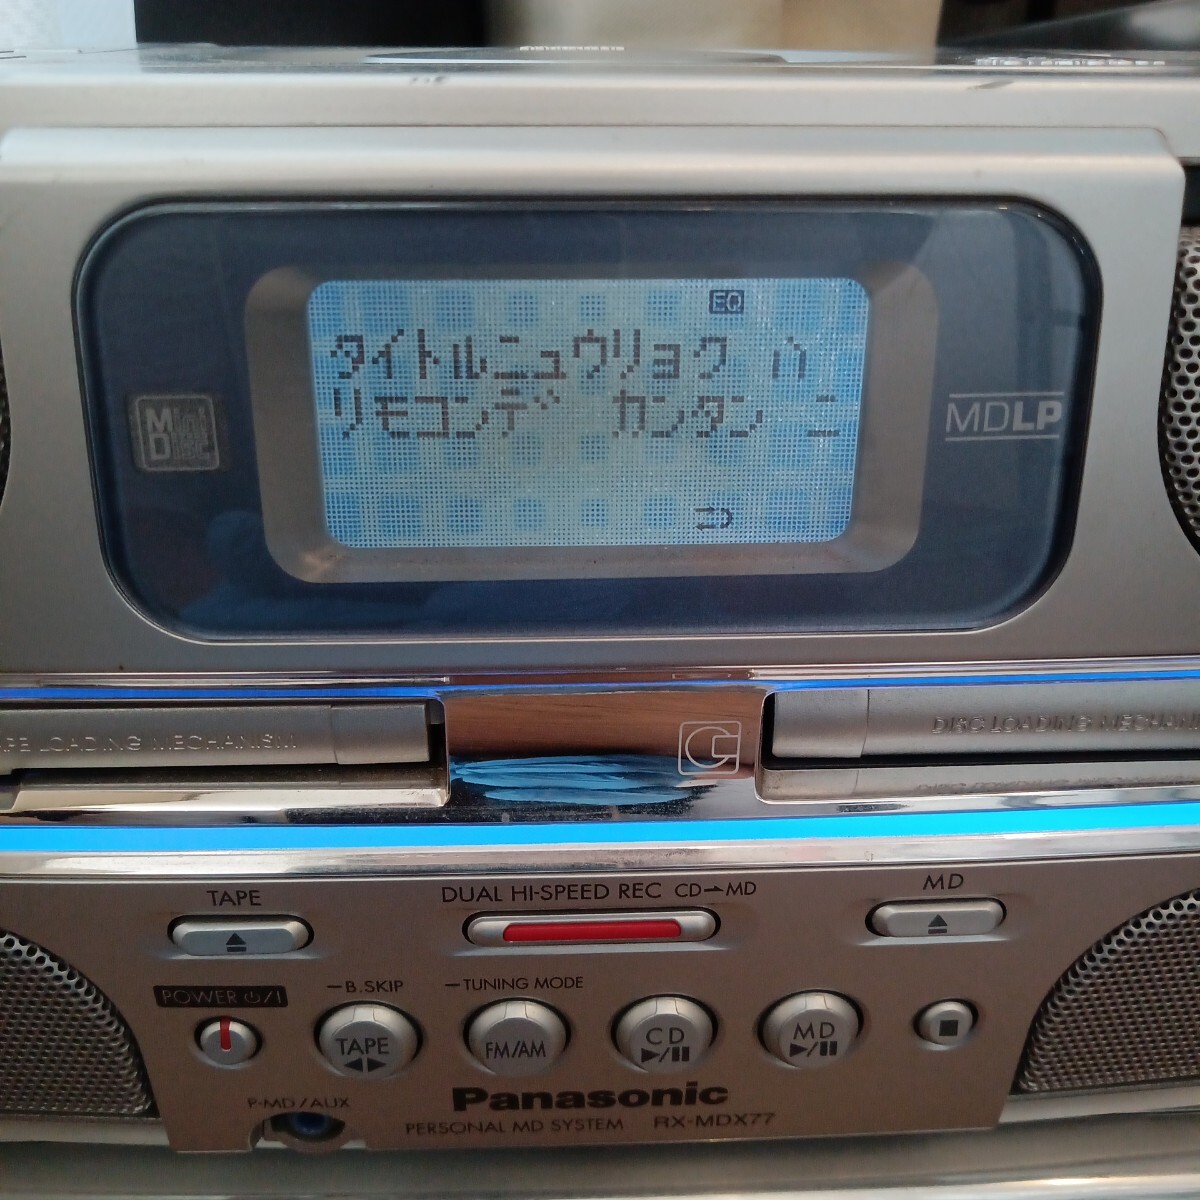 EQ
タイトルニュウリョク ハ
リモコンデ カンタン ニ
Mini Disc
MDLP
LOADING MECHANISM
DISC LOADING
TAPE
DUAL HI-SPEED REC CD→MD
MD
POWER ⏻/I
–B.SKIP
–TUNING MODE
TAPE
FM/AM
CD
MD
P-MD/AUX
Panasonic
PERSONAL MD SYSTEM RX-MDX77